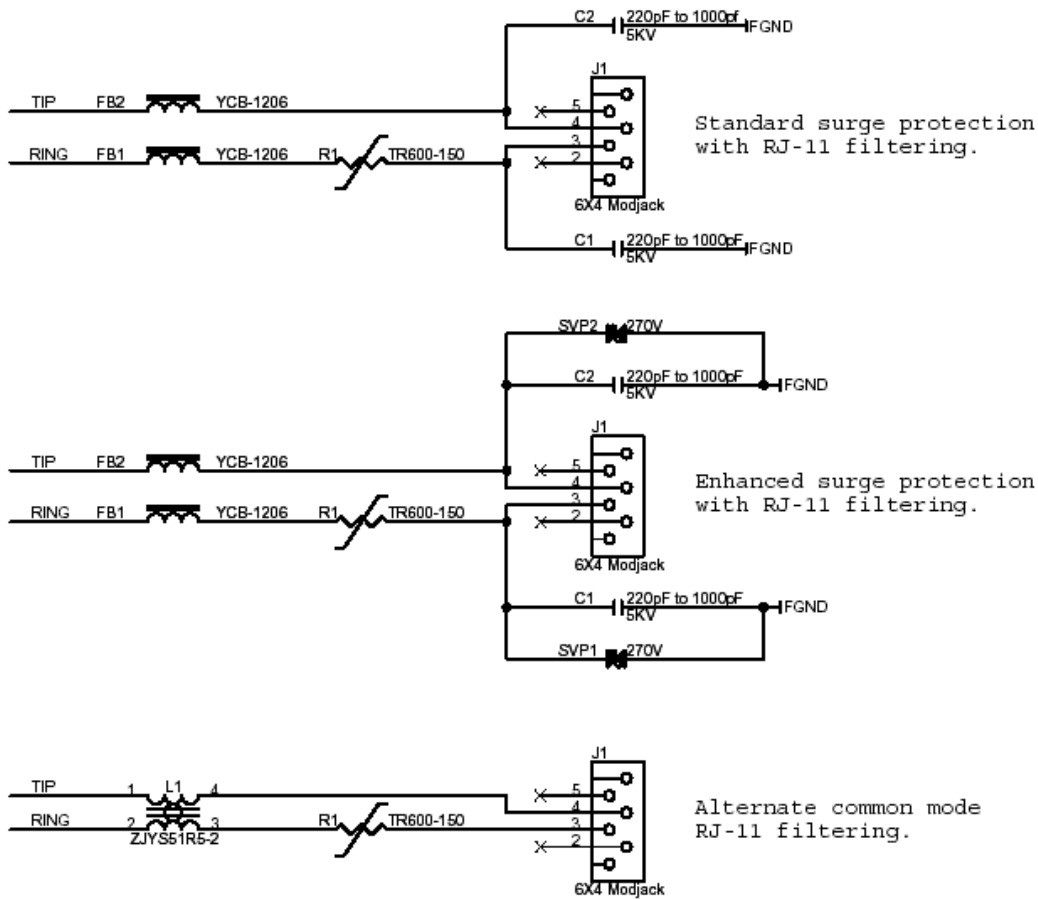 C2 220pF to 1000pf
5KV
FGND
J1
TIP FB2 YCB-1206
5
4
RING FB1 YCB-1206 R1 TR600-150
3
2
6X4 Modjack
Standard surge protection
with RJ-11 filtering.
C1 220pF to 1000pF
5KV
FGND
SVP2 270V
C2 220pF to 1000pF
5KV
FGND
J1
TIP FB2 YCB-1206
5
4
RING FB1 YCB-1206 R1 TR600-150
3
2
6X4 Modjack
Enhanced surge protection
with RJ-11 filtering.
C1 220pF to 1000pF
5KV
FGND
SVP1 270V
J1
TIP 1 L1 4
5
4
RING 2 3 R1 TR600-150
3
2
ZJYS51R5-2
6X4 Modjack
Alternate common mode
RJ-11 filtering.